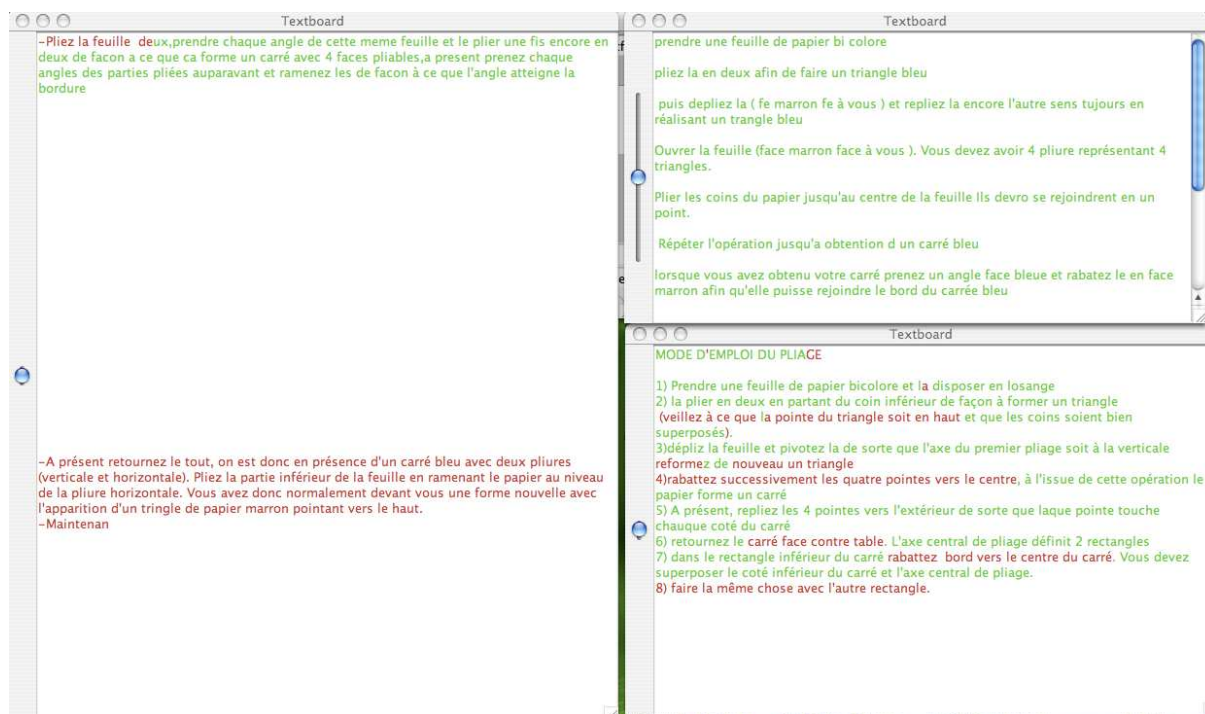 Textboard
-Pliez la feuille deux,prendre chaque angle de cette meme feuille et le plier une fis encore en
deux de facon a ce que ca forme un carré avec 4 faces pliables,a present prenez chaque
angles des parties pliées auparavant et ramenez les de facon à ce que l'angle atteigne la
bordure
-A présent retournez le tout, on est donc en présence d'un carré bleu avec deux pliures
(verticale et horizontale). Pliez la partie inférieur de la feuille en ramenant le papier au niveau
de la pliure horizontale. Vous avez donc normalement devant vous une forme nouvelle avec
l'apparition d'un tringle de papier marron pointant vers le haut.
-Maintenan
Textboard
prendre une feuille de papier bi colore
pliez la en deux afin de faire un triangle bleu
puis depliez la ( fe marron fe à vous ) et repliez la encore l'autre sens tujours en
réalisant un trangle bleu
Ouvrer la feuille (face marron face à vous ). Vous devez avoir 4 pliure représentant 4
triangles.
Plier les coins du papier jusqu'au centre de la feuille Ils devro se rejoindrent en un
point.
Répéter l'opération jusqu'a obtention d un carré bleu
lorsque vous avez obtenu votre carré prenez un angle face bleue et rabatez le en face
marron afin qu'elle puisse rejoindre le bord du carrée bleu
Textboard
MODE D'EMPLOI DU PLIAGE
1) Prendre une feuille de papier bicolore et la disposer en losange
2) la plier en deux en partant du coin inférieur de façon à former un triangle
(veillez à ce que la pointe du triangle soit en haut et que les coins soient bien
superposés).
3)dépliz la feuille et pivotez la de sorte que l'axe du premier pliage soit à la verticale
reformez de nouveau un triangle
4)rabattez successivement les quatre pointes vers le centre, à l'issue de cette opération le
papier forme un carré
5) A présent, repliez les 4 pointes vers l'extérieur de sorte que laque pointe touche
chauque coté du carré
6) retournez le carré face contre table. L'axe central de pliage définit 2 rectangles
7) dans le rectangle inférieur du carré rabattez bord vers le centre du carré. Vous devez
superposer le coté inférieur du carré et l'axe central de pliage.
8) faire la même chose avec l'autre rectangle.